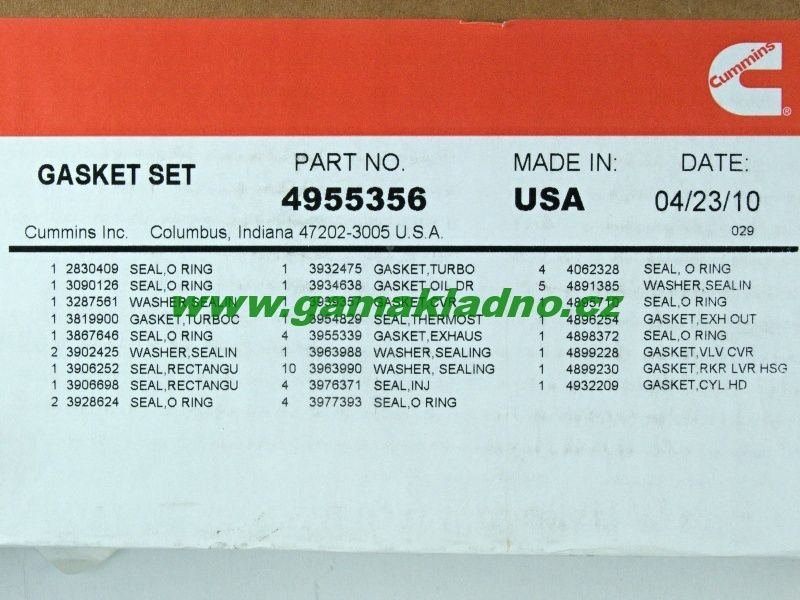 Cummins
®
GASKET SET PART NO. MADE IN: DATE:
4955356 USA 04/23/10
Cummins Inc. Columbus, Indiana 47202-3005 U.S.A. 029
1 2830409 SEAL,O RING 1 3932475 GASKET,TURBO 4 4062328 SEAL, O RING
1 3090126 SEAL,O RING 1 3934638 GASKET,OIL DR 5 4891385 WASHER,SEALIN
1 3287561 WASHER,SEALIN GASKET,CVR 1 SEAL,O RING
www.gamakladno.cz
1 3819900 GASKET,TURBOC 1 3954829 SEAL,THERMOST 1 4896254 GASKET,EXH OUT
1 3867646 SEAL,O RING 4 3955339 GASKET,EXHAUS 1 4898372 SEAL,O RING
2 3902425 WASHER,SEALIN 1 3963988 WASHER,SEALING 1 4899228 GASKET,VLV CVR
1 3906252 SEAL,RECTANGU 10 3963990 WASHER, SEALING 1 4899230 GASKET,RKR LVR HSG
1 3906698 SEAL,RECTANGU 4 3976371 SEAL,INJ 1 4932209 GASKET,CYL HD
2 3928624 SEAL,O RING 4 3977393 SEAL,O RING